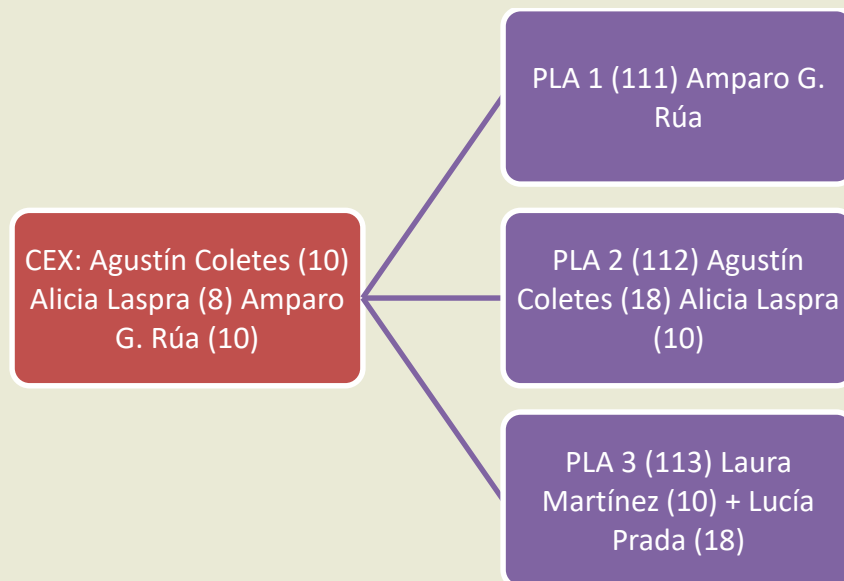 CEX: Agustín Coletes (10)
Alicia Laspra (8) Amparo
G. Rúa (10)
PLA 1 (111) Amparo G.
Rúa
PLA 2 (112) Agustín
Coletes (18) Alicia Laspra
(10)
PLA 3 (113) Laura
Martínez (10) + Lucía
Prada (18)